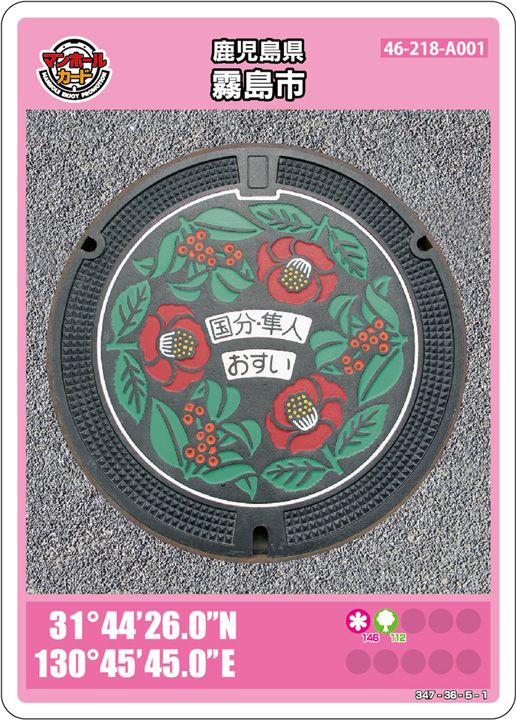 マンホール
カード
MANHOLE ENJOY PROMOTION
鹿児島県
霧島市
46-218-A001
国分・隼人
おすい
31°44'26.0"N
130°45'45.0"E
146
112
347-36-5-1